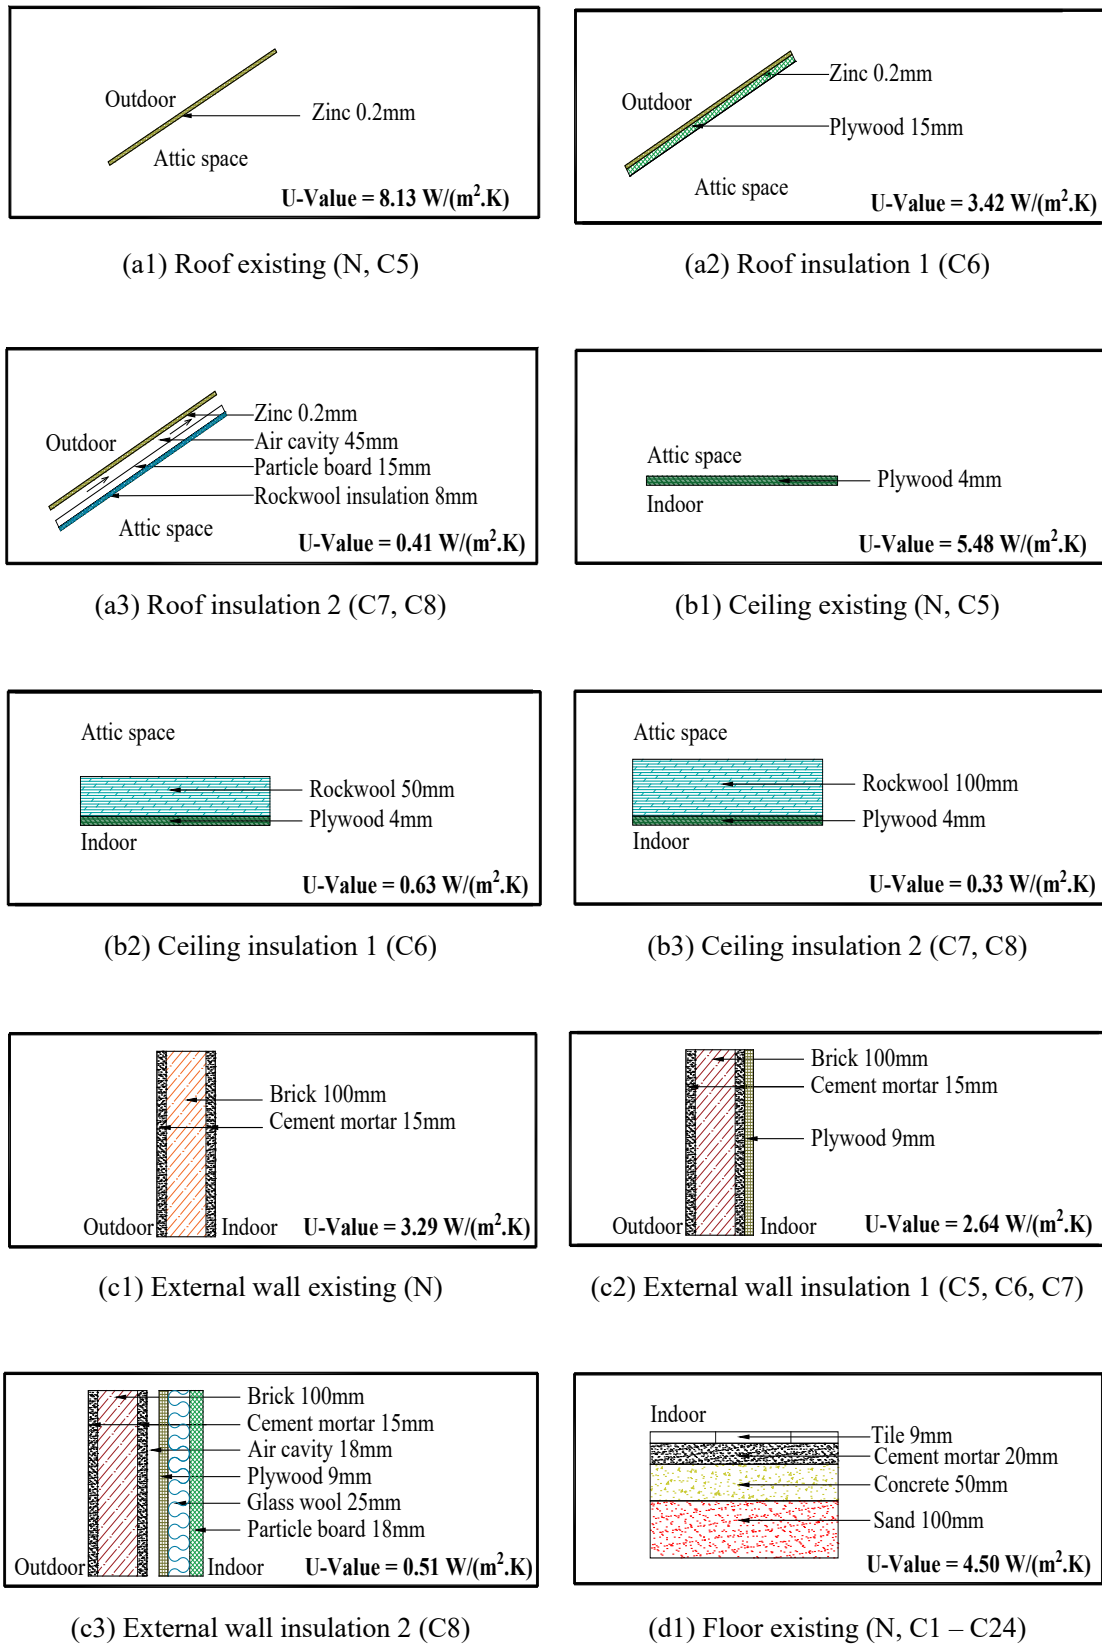 Outdoor
Zinc 0.2mm
Attic space
U-Value = 8.13 W/(m².K)
(a1) Roof existing (N, C5)
Zinc 0.2mm
Outdoor
Plywood 15mm
Attic space
U-Value = 3.42 W/(m².K)
(a2) Roof insulation 1 (C6)
Zinc 0.2mm
Outdoor
Air cavity 45mm
Particle board 15mm
Rockwool insulation 8mm
Attic space
U-Value = 0.41 W/(m².K)
(a3) Roof insulation 2 (C7, C8)
Attic space
Plywood 4mm
Indoor
U-Value = 5.48 W/(m².K)
(b1) Ceiling existing (N, C5)
Attic space
Rockwool 50mm
Plywood 4mm
Indoor
U-Value = 0.63 W/(m².K)
(b2) Ceiling insulation 1 (C6)
Attic space
Rockwool 100mm
Plywood 4mm
Indoor
U-Value = 0.33 W/(m².K)
(b3) Ceiling insulation 2 (C7, C8)
Brick 100mm
Cement mortar 15mm
Outdoor
Indoor
U-Value = 3.29 W/(m².K)
(c1) External wall existing (N)
Brick 100mm
Cement mortar 15mm
Plywood 9mm
Outdoor
Indoor
U-Value = 2.64 W/(m².K)
(c2) External wall insulation 1 (C5, C6, C7)
Brick 100mm
Cement mortar 15mm
Air cavity 18mm
Plywood 9mm
Glass wool 25mm
Particle board 18mm
Outdoor
Indoor
U-Value = 0.51 W/(m².K)
(c3) External wall insulation 2 (C8)
Indoor
Tile 9mm
Cement mortar 20mm
Concrete 50mm
Sand 100mm
U-Value = 4.50 W/(m².K)
(d1) Floor existing (N, C1 – C24)